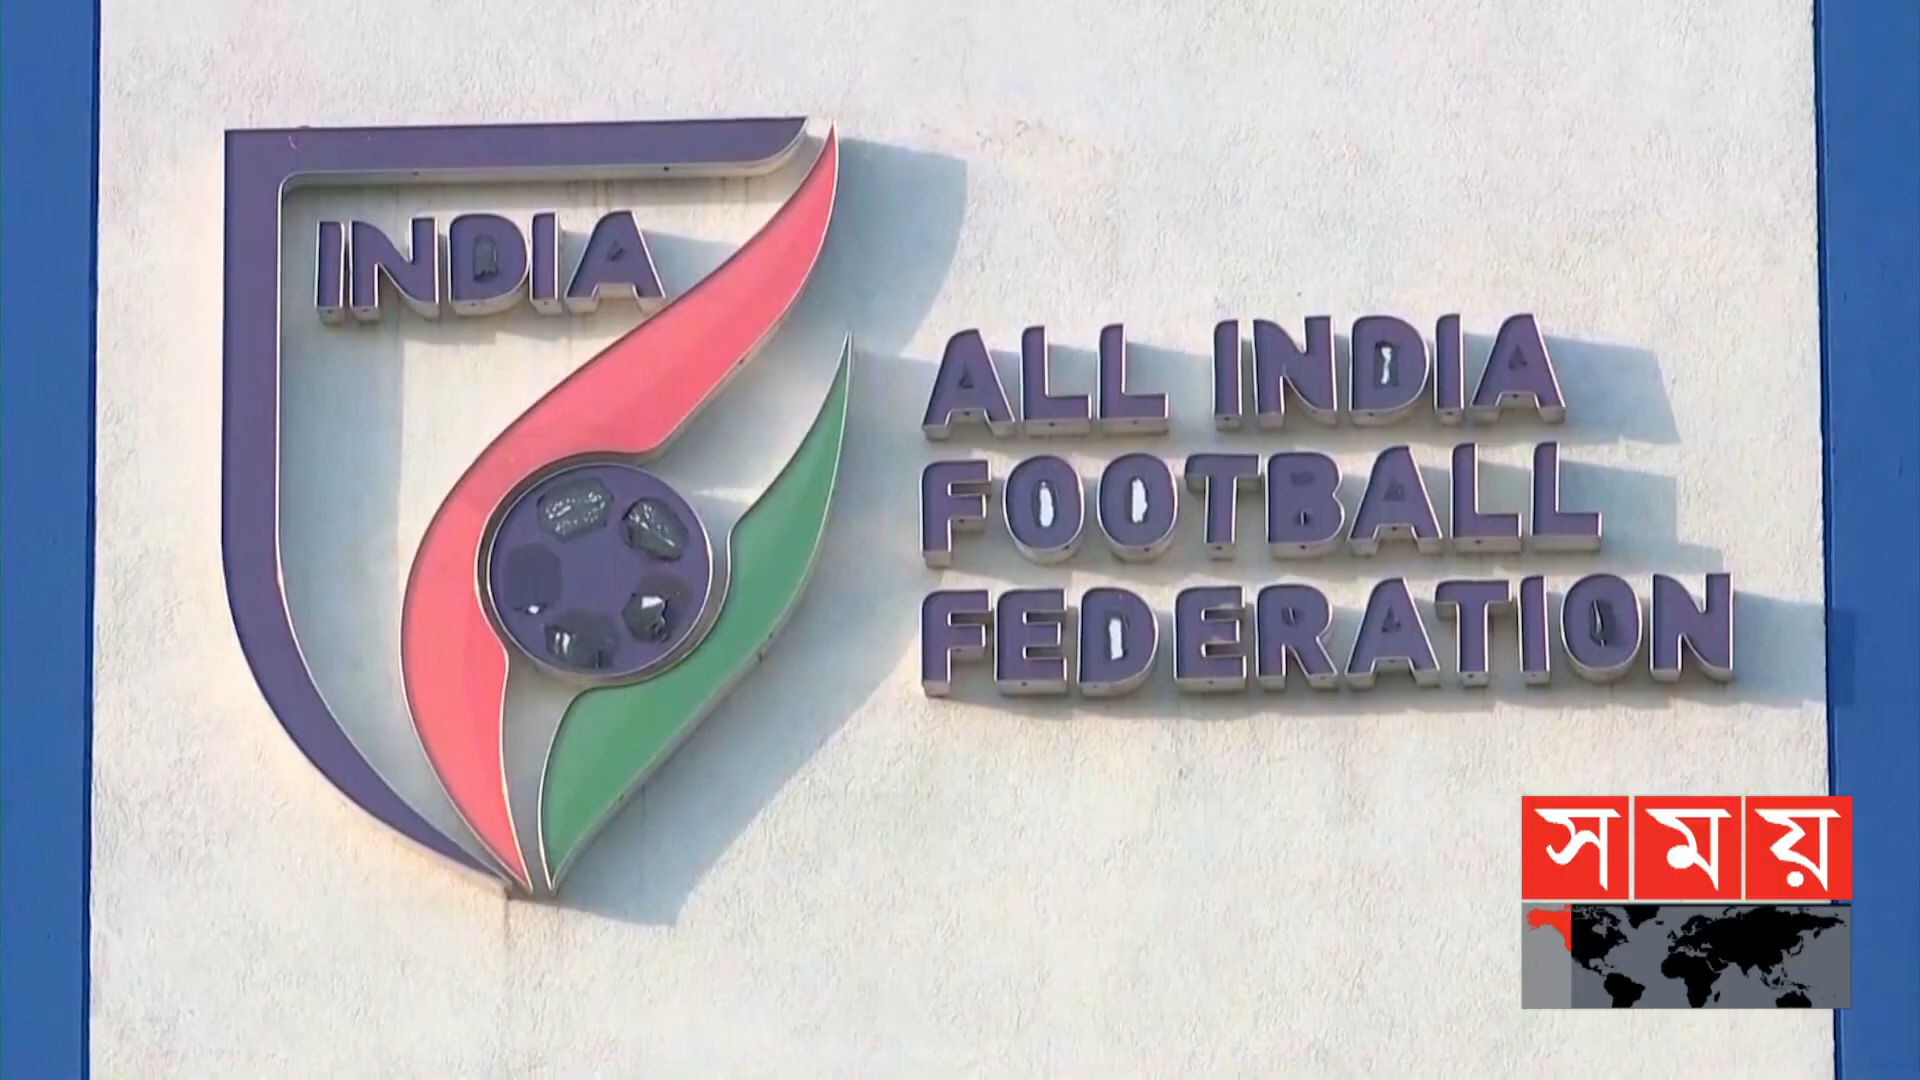 INDIA
ALL INDIA
FOOTBALL
FEDERATION
সময়